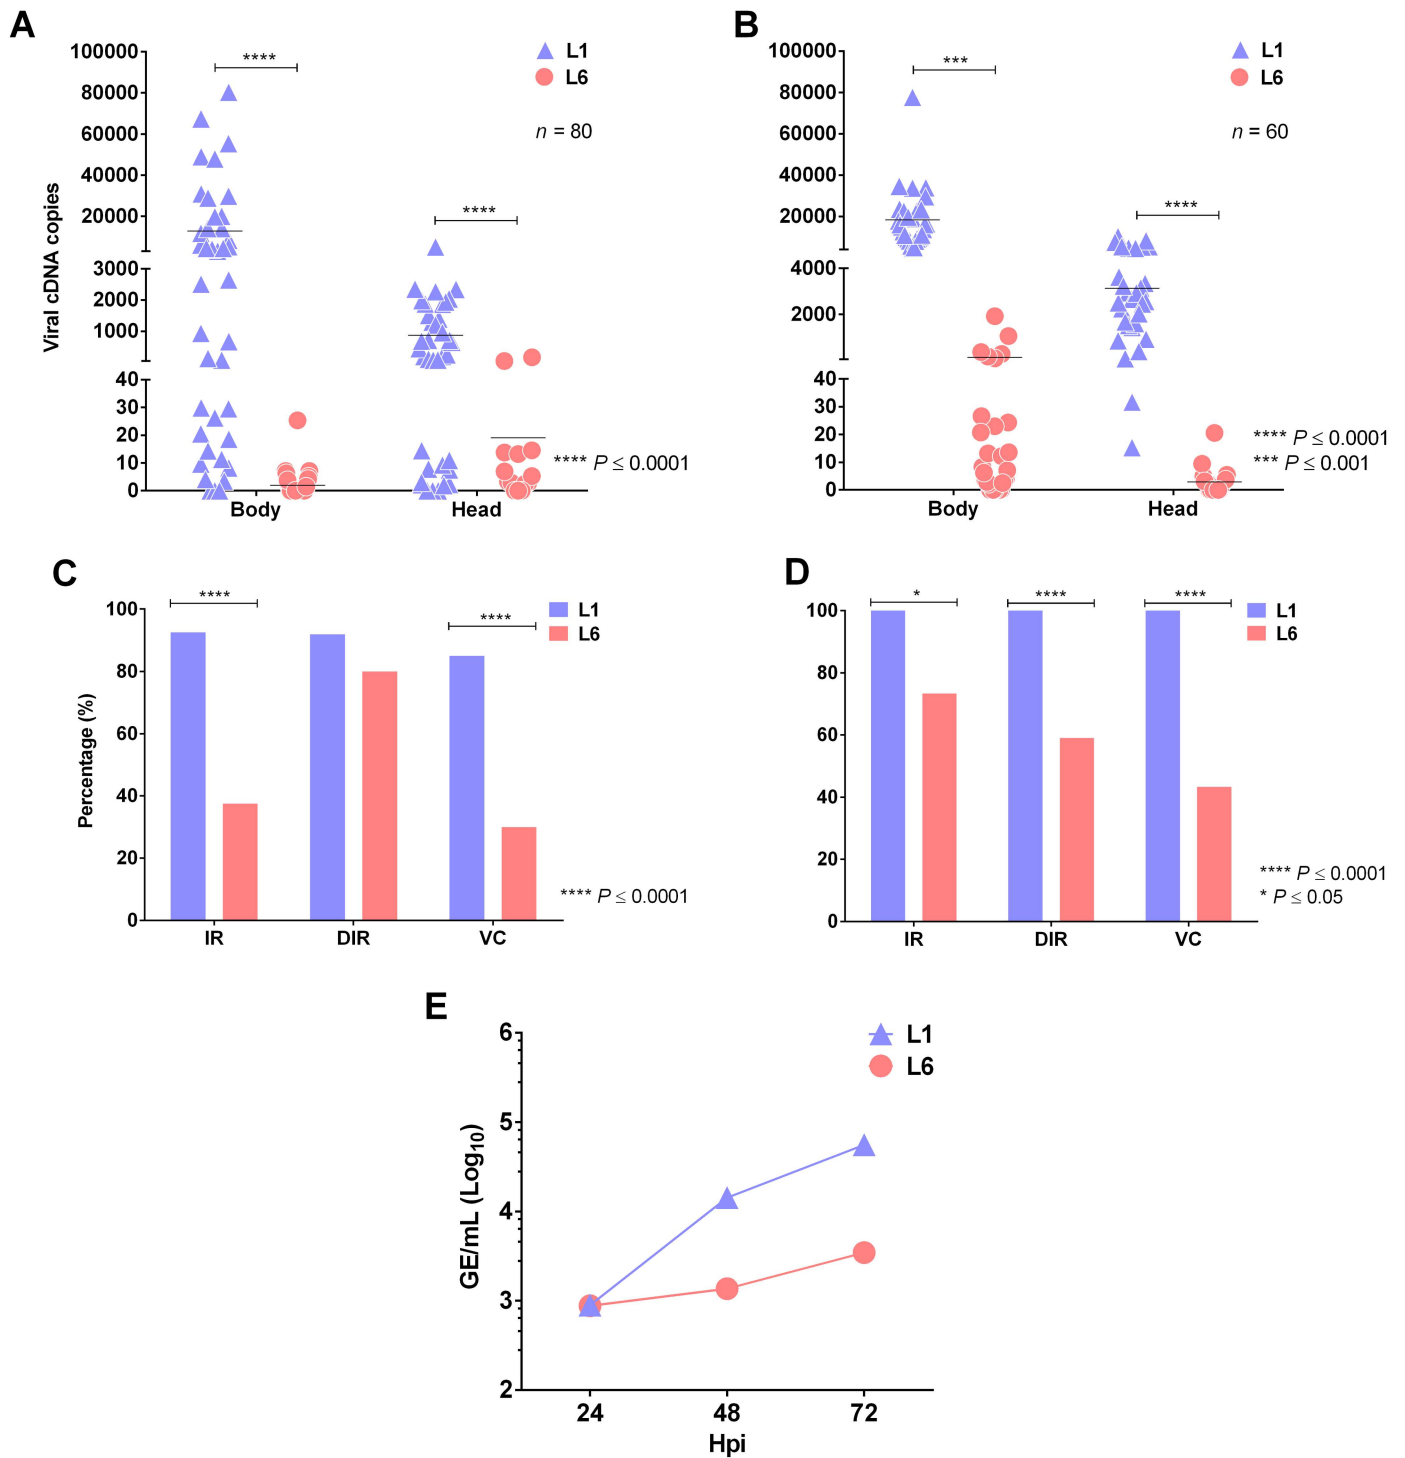 A
Viral cDNA copies
100000
80000
60000
40000
20000
3000
2000
1000
40
30
20
10
0
****
****
L1
L6
n = 80
**** P ≤ 0.0001
Body
Head
B
100000
80000
60000
40000
20000
4000
2000
40
30
20
10
0
***
****
L1
L6
n = 60
**** P ≤ 0.0001
*** P ≤ 0.001
Body
Head
C
Percentage (%)
100
80
60
40
20
0
****
****
L1
L6
**** P ≤ 0.0001
IR
DIR
VC
D
100
80
60
40
20
0
*
****
****
L1
L6
**** P ≤ 0.0001
* P ≤ 0.05
IR
DIR
VC
E
GE/mL (Log₁₀)
6
5
4
3
2
L1
L6
24
48
72
Hpi